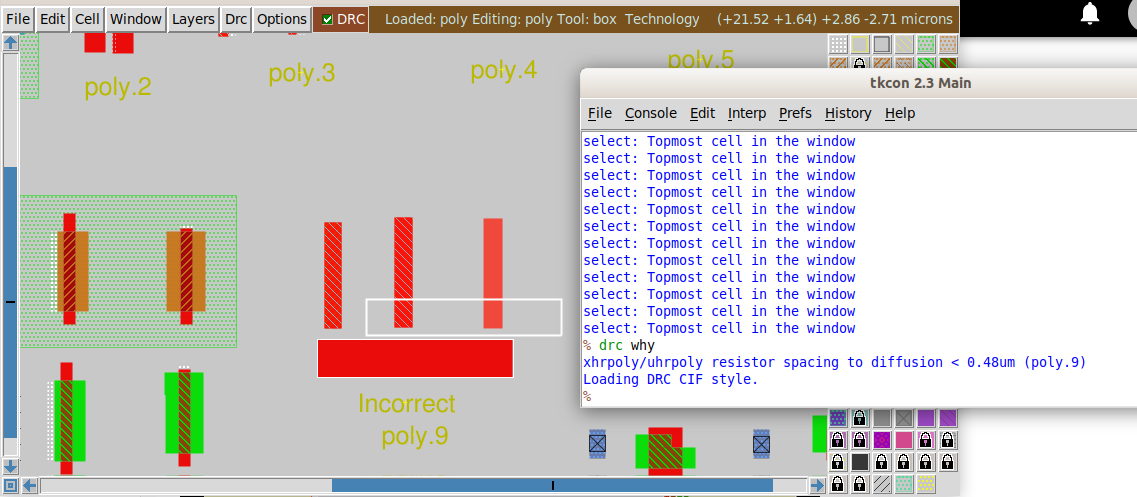 File Edit Cell Window Layers Drc Options DRC Loaded: poly Editing: poly Tool: box Technology (+21.52 +1.64) +2.86 -2.71 microns
poly.2
poly.3
poly.4
poly.5
tkcon 2.3 Main
File Console Edit Interp Prefs History Help
select: Topmost cell in the window
select: Topmost cell in the window
select: Topmost cell in the window
select: Topmost cell in the window
select: Topmost cell in the window
select: Topmost cell in the window
select: Topmost cell in the window
select: Topmost cell in the window
select: Topmost cell in the window
select: Topmost cell in the window
select: Topmost cell in the window
select: Topmost cell in the window
% drc why
xhrpoly/uhrpoly resistor spacing to diffusion < 0.48um (poly.9)
Loading DRC CIF style.
%
Incorrect
poly.9